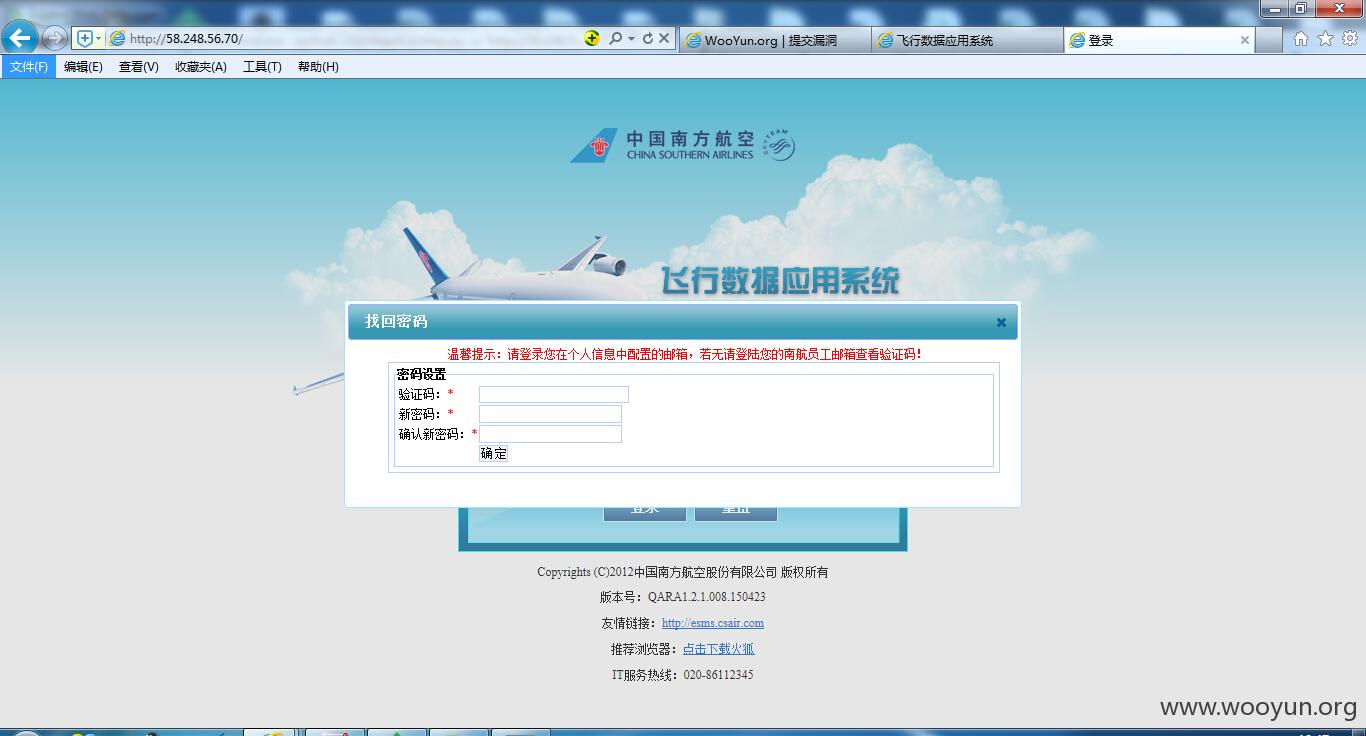 http://58.248.56.70/
WooYun.org | 提交漏洞
飞行数据应用系统
登录
文件(F) 编辑(E) 查看(V) 收藏夹(A) 工具(T) 帮助(H)
中国南方航空
CHINA SOUTHERN AIRLINES
SKYTEAM
飞行数据应用系统
找回密码
温馨提示：请登录您在个人信息中配置的邮箱，若无请登陆您的南航员工邮箱查看验证码！
密码设置
验证码：*
新密码：*
确认新密码：*
确定
登录 重置
Copyrights (C)2012中国南方航空股份有限公司 版权所有
版本号：QARA1.2.1.008.150423
友情链接：http://esms.csair.com
推荐浏览器：点击下载火狐
IT服务热线：020-86112345
www.wooyun.org